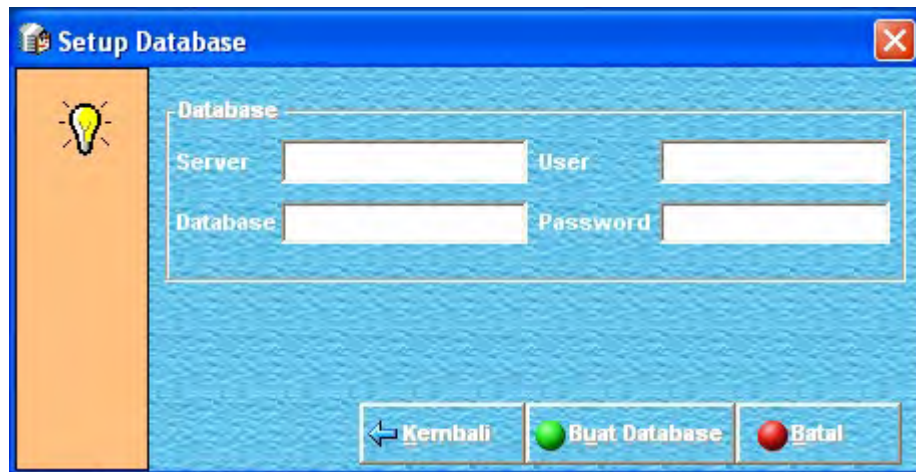 Setup Database
Database
Server User
Database Password
Kembali Buat Database Batal